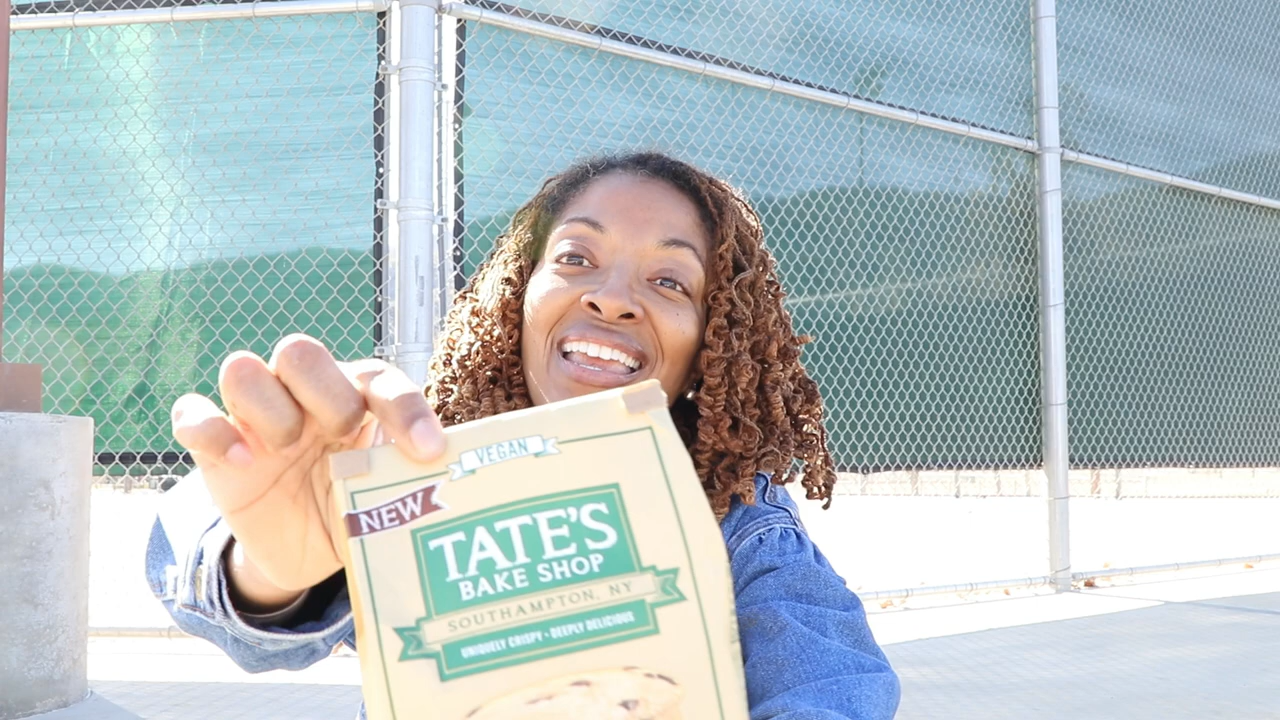 VEGAN
NEW
TATE'S
BAKE SHOP
SOUTHAMPTON, NY
UNIQUELY CRISPY • DEEPLY DELICIOUS